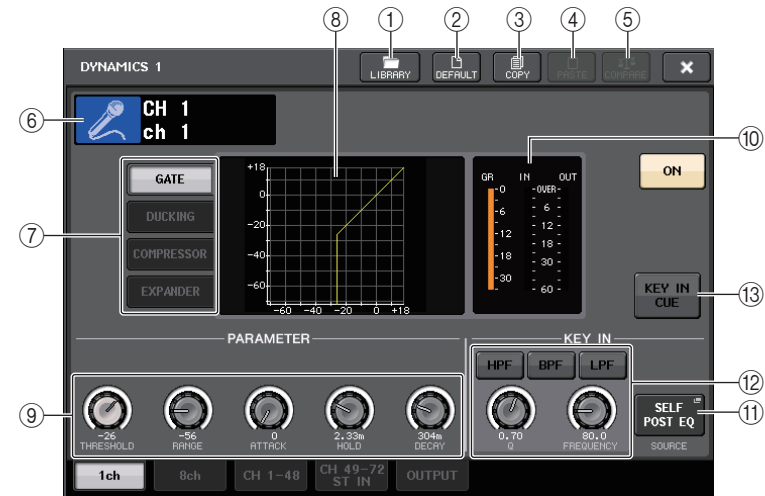 ⑧ ① ② ③ ④ ⑤
DYNAMICS 1
LIBRARY
DEFAULT
COPY
PASTE
COMPARE
×
⑥
CH 1
ch 1
⑦
GATE
DUCKING
COMPRESSOR
EXPANDER
+18
0
-20
-40
-60
-60 -40 -20 0 +18
⑩
GR IN OUT
-0 -OVER-
-6 - 6 -
-12 - 12 -
-18 - 18 -
-30 - 30 -
- 60 -
ON
KEY IN
CUE
⑬
PARAMETER
KEY IN
HPF
BPF
LPF
⑫
⑨
-26
THRESHOLD
-56
RANGE
0
ATTACK
2.33m
HOLD
304m
DECAY
0.70
Q
80.0
FREQUENCY
SELF
POST EQ
SOURCE
⑪
1ch
8ch
CH 1-48
CH 49-72
ST IN
OUTPUT